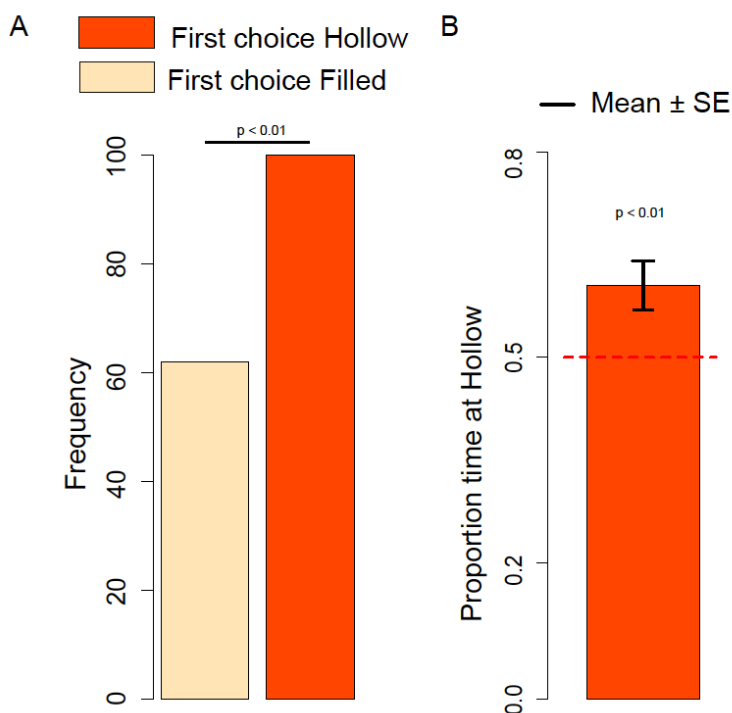 A
First choice Hollow
First choice Filled
p < 0.01
Frequency
100
80
60
40
20
0
B
Mean ± SE
p < 0.01
Proportion time at Hollow
0.8
0.5
0.2
0.0